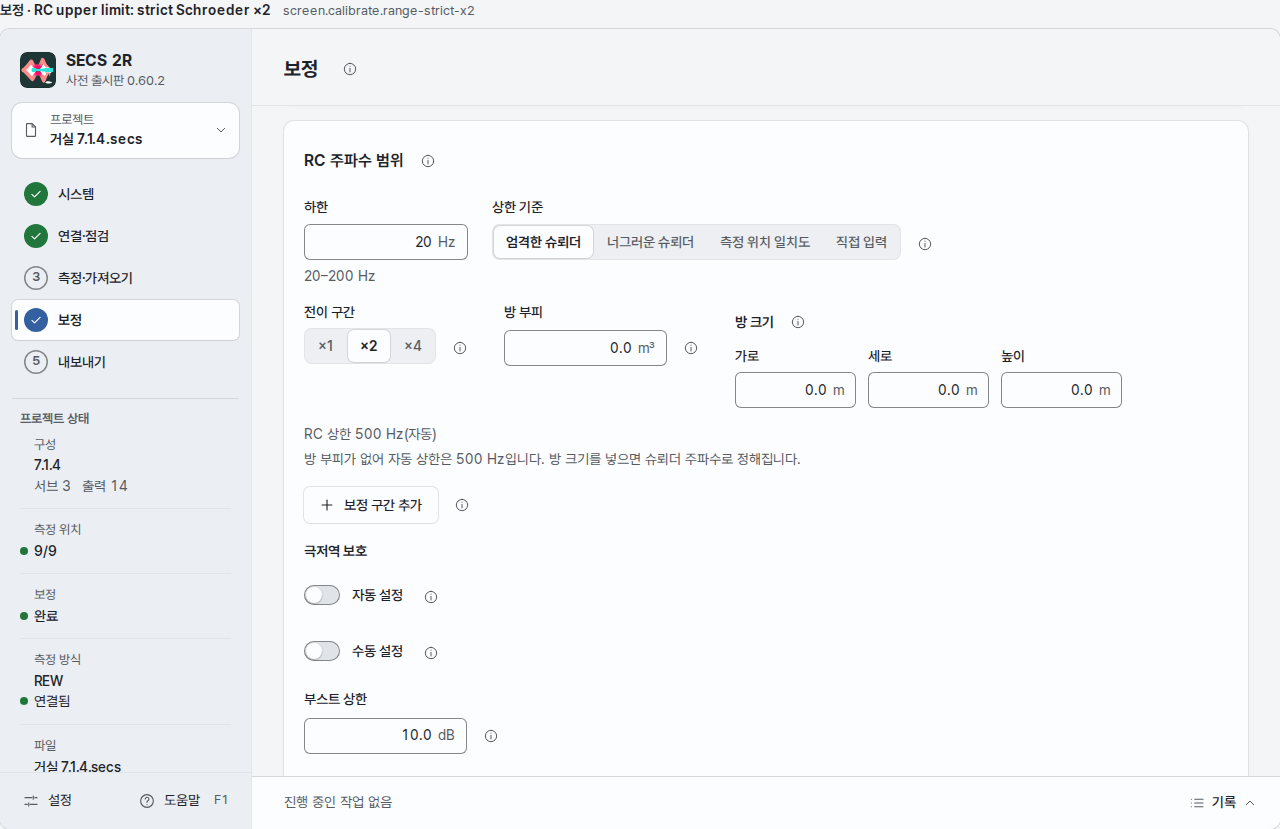 보정 · RC upper limit: strict Schroeder ×2 screen.calibrate.range-strict-x2
SECS 2R
사전 출시판 0.60.2
프로젝트
거실 7.1.4.secs
시스템
연결·점검
3 측정·가져오기
보정
5 내보내기
프로젝트 상태
구성
7.1.4
서브 3 출력 14
측정 위치
9/9
보정
완료
측정 방식
REW
연결됨
파일
거실 7.1.4.secs
설정 도움말 F1
보정
RC 주파수 범위
하한 상한 기준
20 Hz 엄격한 슈뢰더 너그러운 슈뢰더 측정 위치 일치도 직접 입력
20–200 Hz
전이 구간 방 부피 방 크기
×1 ×2 ×4 0.0 m³
가로 세로 높이
0.0 m 0.0 m 0.0 m
RC 상한 500 Hz(자동)
방 부피가 없어 자동 상한은 500 Hz입니다. 방 크기를 넣으면 슈뢰더 주파수로 정해집니다.
보정 구간 추가
극저역 보호
자동 설정
수동 설정
부스트 상한
10.0 dB
진행 중인 작업 없음 기록